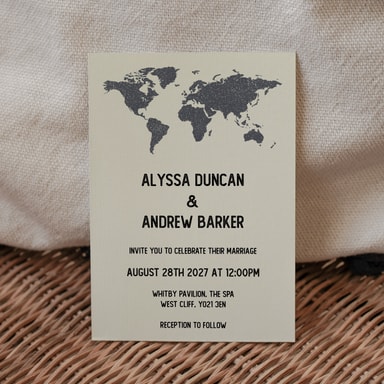 ALYSSA DUNCAN
&
ANDREW BARKER
INVITE YOU TO CELEBRATE THEIR MARRIAGE
AUGUST 28TH 2027 AT 12:00PM
WHITBY PAVILION, THE SPA
WEST CLIFF, YO21 3EN
RECEPTION TO FOLLOW